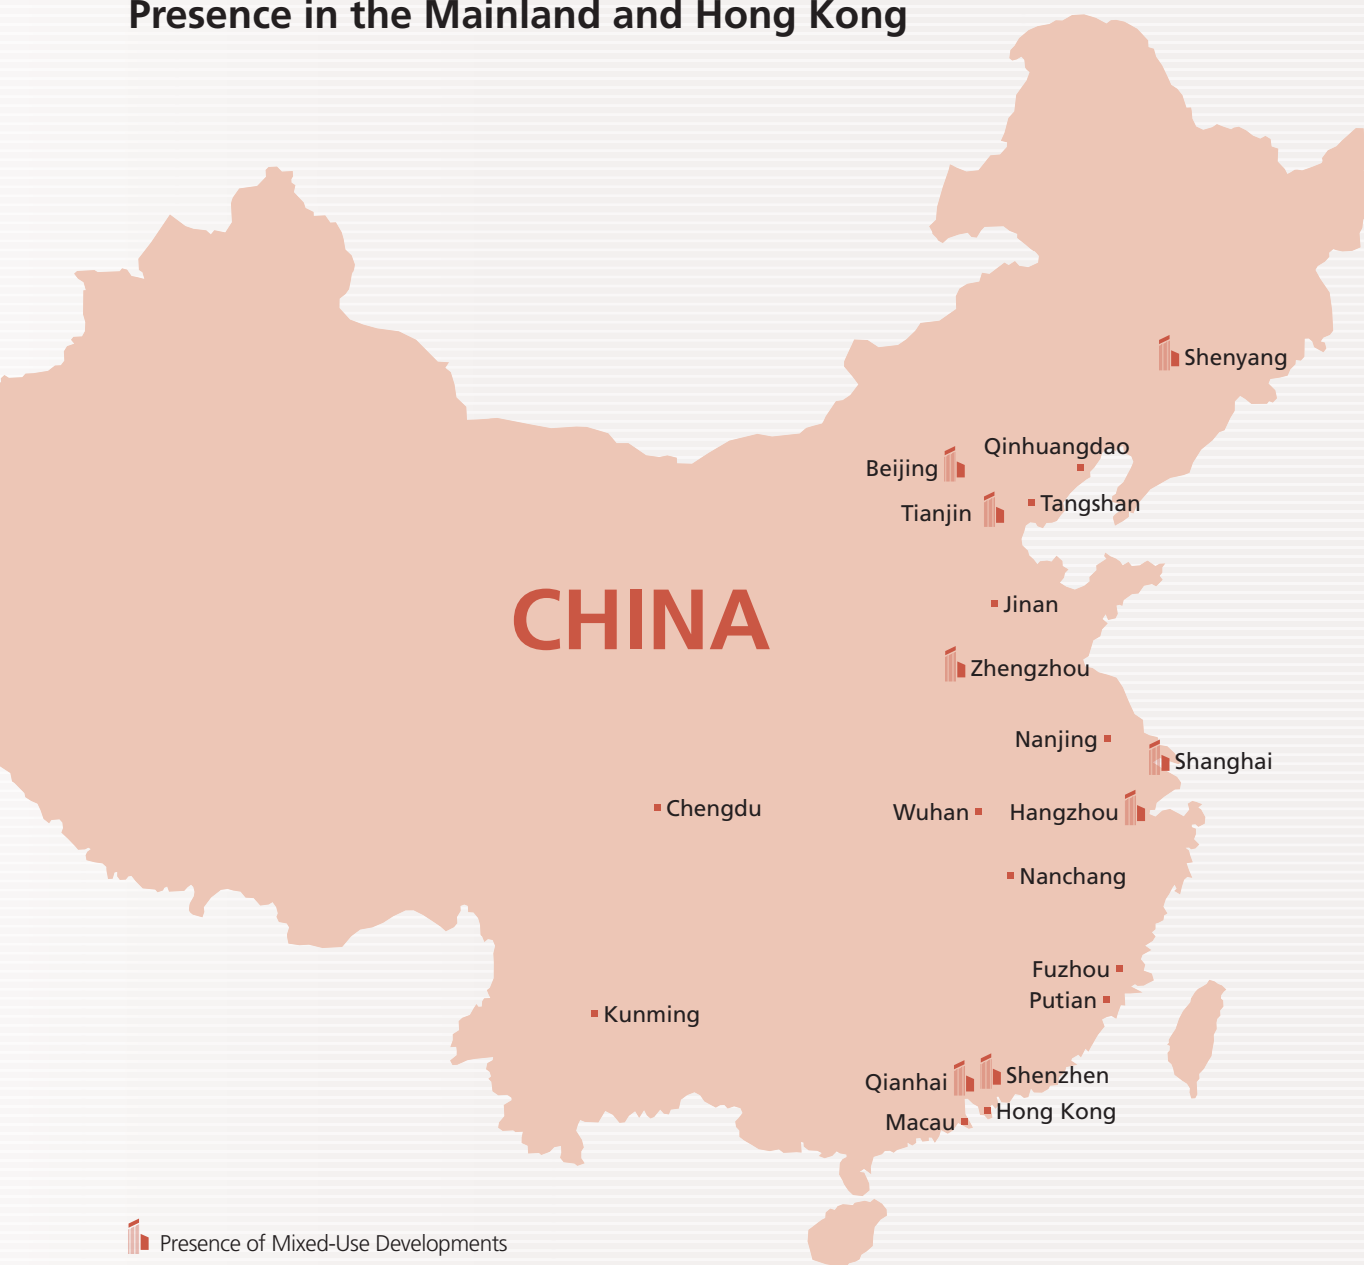 Presence in the Mainland and Hong Kong
Shenyang
Qinhuangdao
Beijing
Tangshan
Tianjin
CHINA
Jinan
Zhengzhou
Nanjing
Shanghai
Chengdu
Wuhan
Hangzhou
Nanchang
Fuzhou
Putian
Kunming
Qianhai
Shenzhen
Hong Kong
Macau
Presence of Mixed-Use Developments